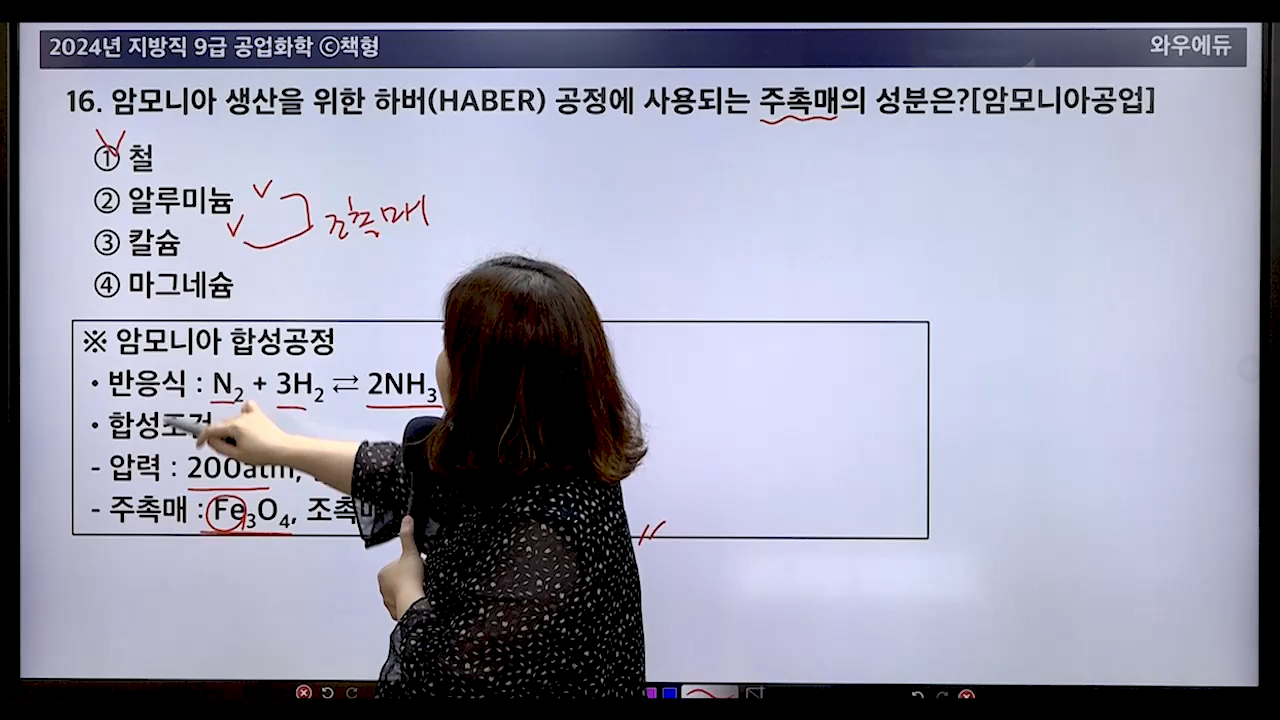 2024년 지방직 9급 공업화학 ⓒ책형
와우에듀
16. 암모니아 생산을 위한 하버(HABER) 공정에 사용되는 주촉매의 성분은?[암모니아공업]
① 철
② 알루미늄
③ 칼슘
조촉매
④ 마그네슘
※ 암모니아 합성공정
• 반응식 : N₂ + 3H₂ ⇄ 2NH₃
• 합성조건
- 압력 : 200atm,
- 주촉매 : Fe₃O₄, 조촉매